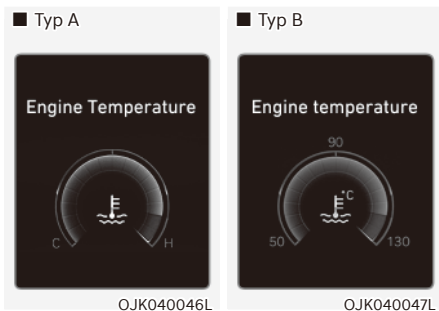 ■ Typ A
Engine Temperature
C H
OJK040046L
■ Typ B
Engine temperature
90
°C
50 130
OJK040047L